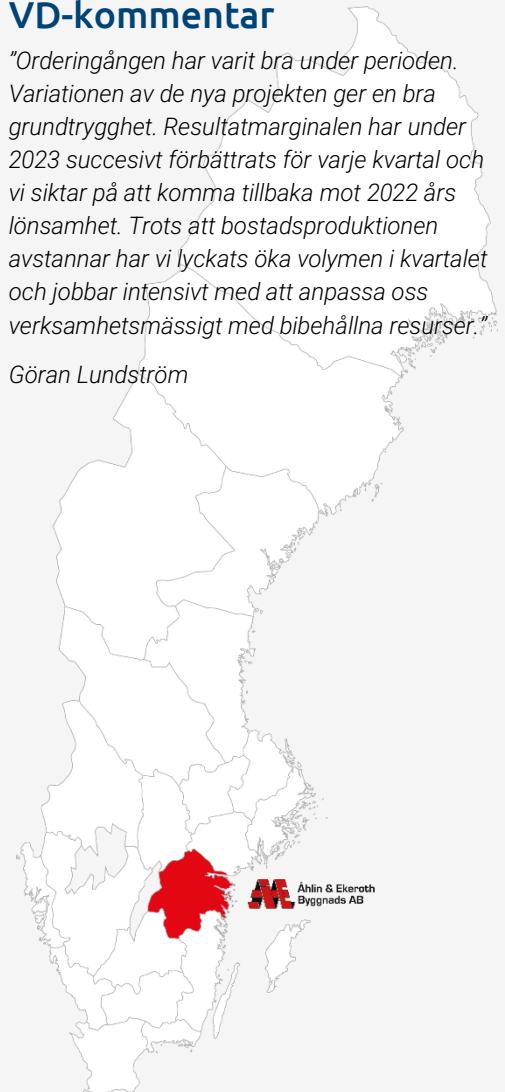 VD-kommentar
”Orderingången har varit bra under perioden.
Variationen av de nya projekten ger en bra
grundtrygghet. Resultatmarginalen har under
2023 succesivt förbättrats för varje kvartal och
vi siktar på att komma tillbaka mot 2022 års
lönsamhet. Trots att bostadsproduktionen
avstannar har vi lyckats öka volymen i kvartalet
och jobbar intensivt med att anpassa oss
verksamhetsmässigt med bibehållna resurser.”
Göran Lundström
ÅE Åhlin & Ekeroth
Byggnads AB